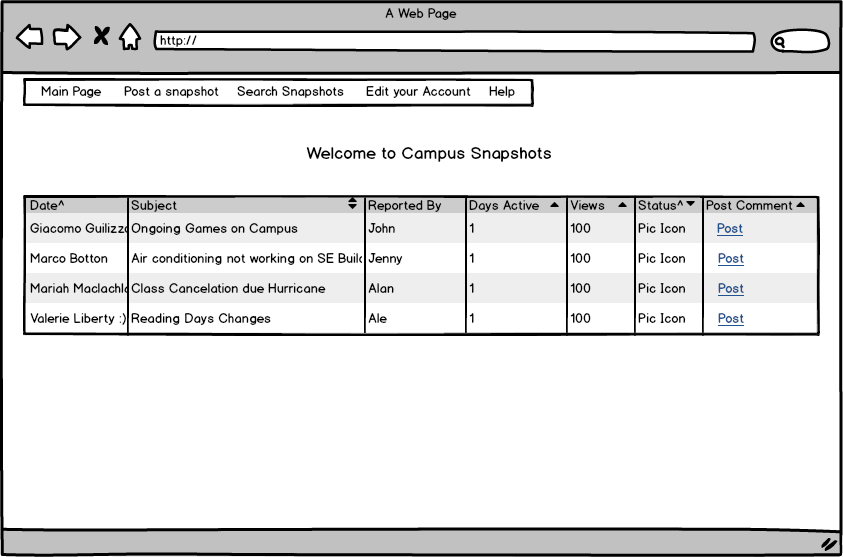 A Web Page
http://
Main Page Post a snapshot Search Snapshots Edit your Account Help
Welcome to Campus Snapshots
Date^ Subject Reported By Days Active Views Status^ Post Comment
Giacomo Guilizzo Ongoing Games on Campus John 1 100 Pic Icon Post
Marco Botton Air conditioning not working on SE Buil Jenny 1 100 Pic Icon Post
Mariah Maclachla Class Cancelation due Hurricane Alan 1 100 Pic Icon Post
Valerie Liberty :) Reading Days Changes Ale 1 100 Pic Icon Post